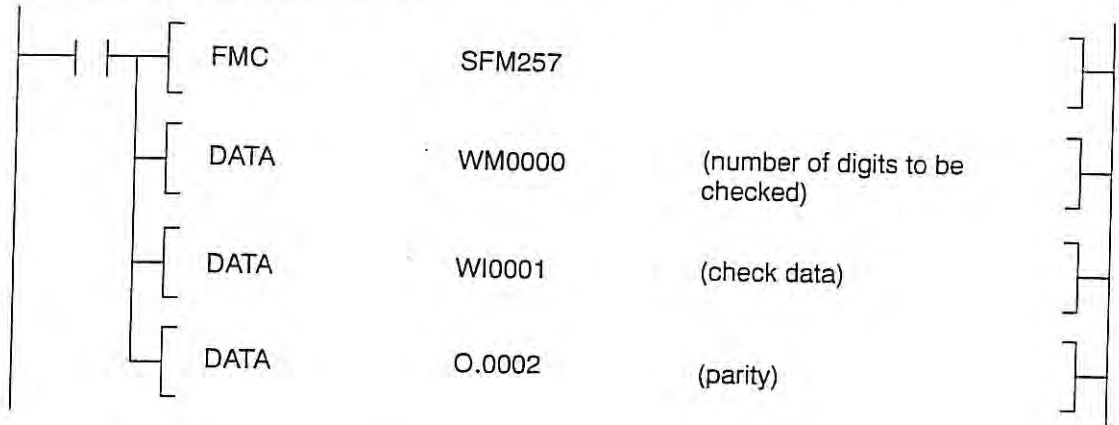 FMC SFM257
DATA WM0000 (number of digits to be
checked)
DATA WI0001 (check data)
DATA O.0002 (parity)